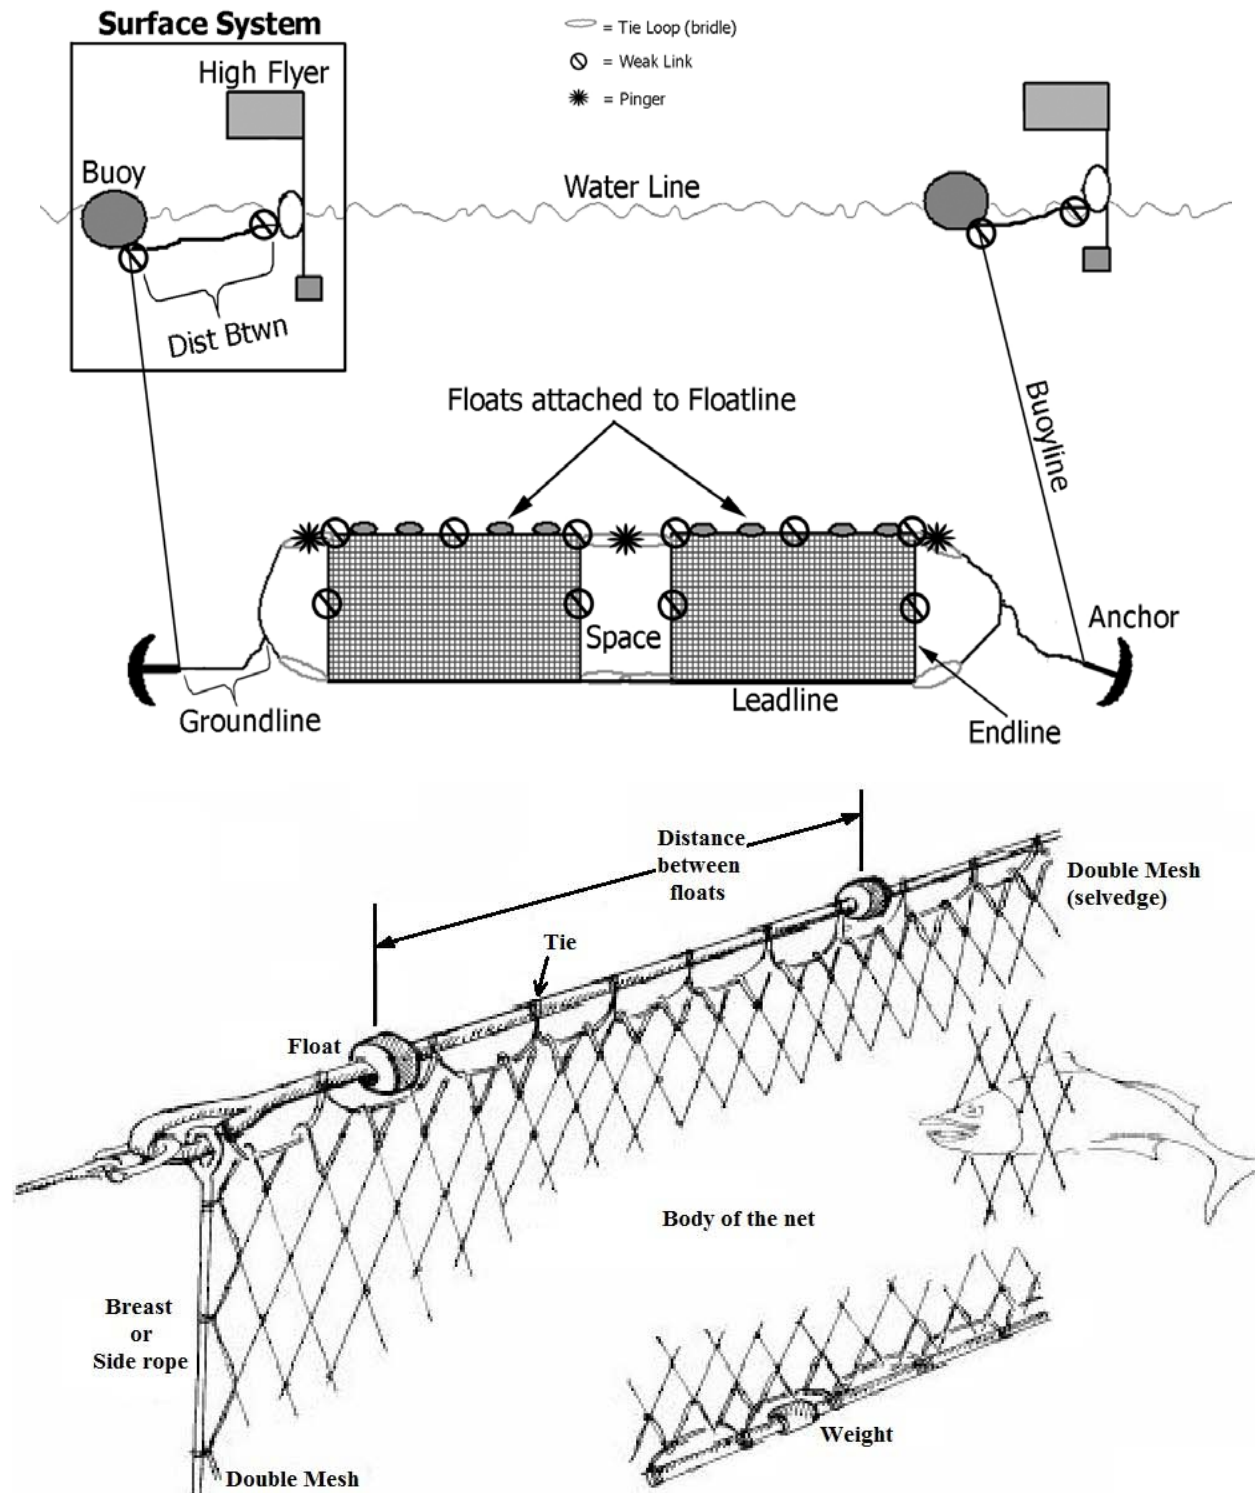 Surface System
= Tie Loop (bridle)
= Weak Link
= Pinger
High Flyer
Buoy
Water Line
Dist Btwn
Floats attached to Floatline
Buoyline
Anchor
Space
Groundline
Leadline
Endline
Distance
between
floats
Double Mesh
(selvedge)
Tie
Float
Body of the net
Breast
or
Side rope
Weight
Double Mesh